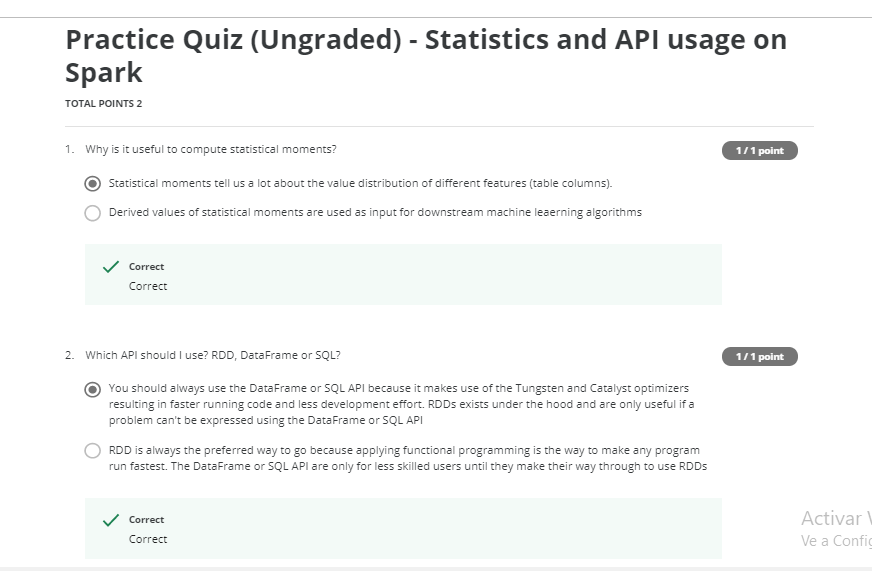 Practice Quiz (Ungraded) - Statistics and API usage on
Spark
TOTAL POINTS 2
1. Why is it useful to compute statistical moments?
1 / 1 point
Statistical moments tell us a lot about the value distribution of different features (table columns).
Derived values of statistical moments are used as input for downstream machine leaerning algorithms
Correct
Correct
2. Which API should I use? RDD, DataFrame or SQL?
1 / 1 point
You should always use the DataFrame or SQL API because it makes use of the Tungsten and Catalyst optimizers
resulting in faster running code and less development effort. RDDs exists under the hood and are only useful if a
problem can't be expressed using the DataFrame or SQL API
RDD is always the preferred way to go because applying functional programming is the way to make any program
run fastest. The DataFrame or SQL API are only for less skilled users until they make their way through to use RDDs
Correct
Correct
Activar
Ve a Config